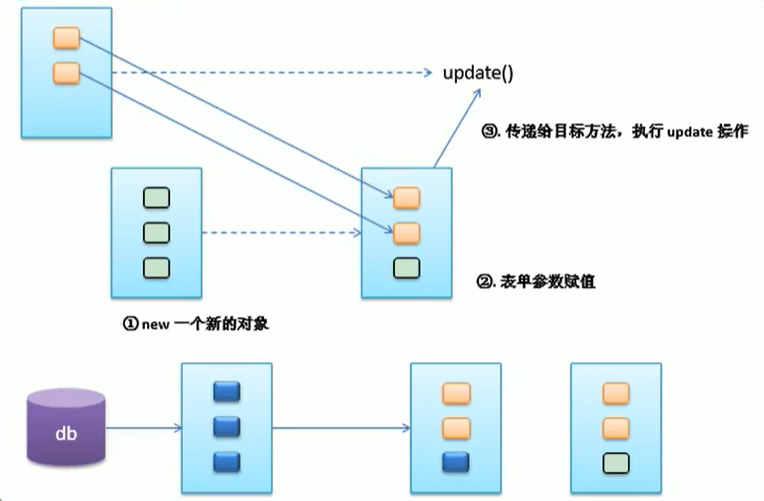 update()
③. 传递给目标方法，执行 update 操作
②. 表单参数赋值
① new 一个新的对象
db